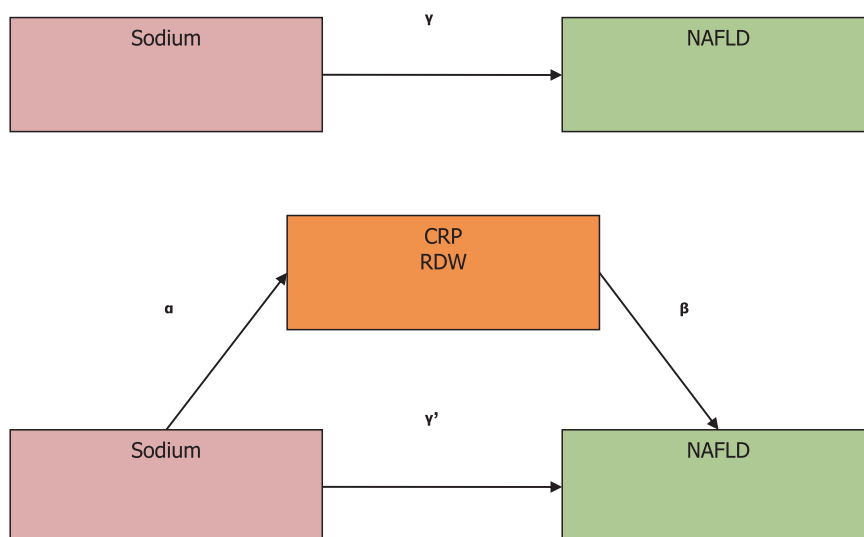 γ
Sodium
NAFLD
CRP
RDW
α
β
γ’
Sodium
NAFLD